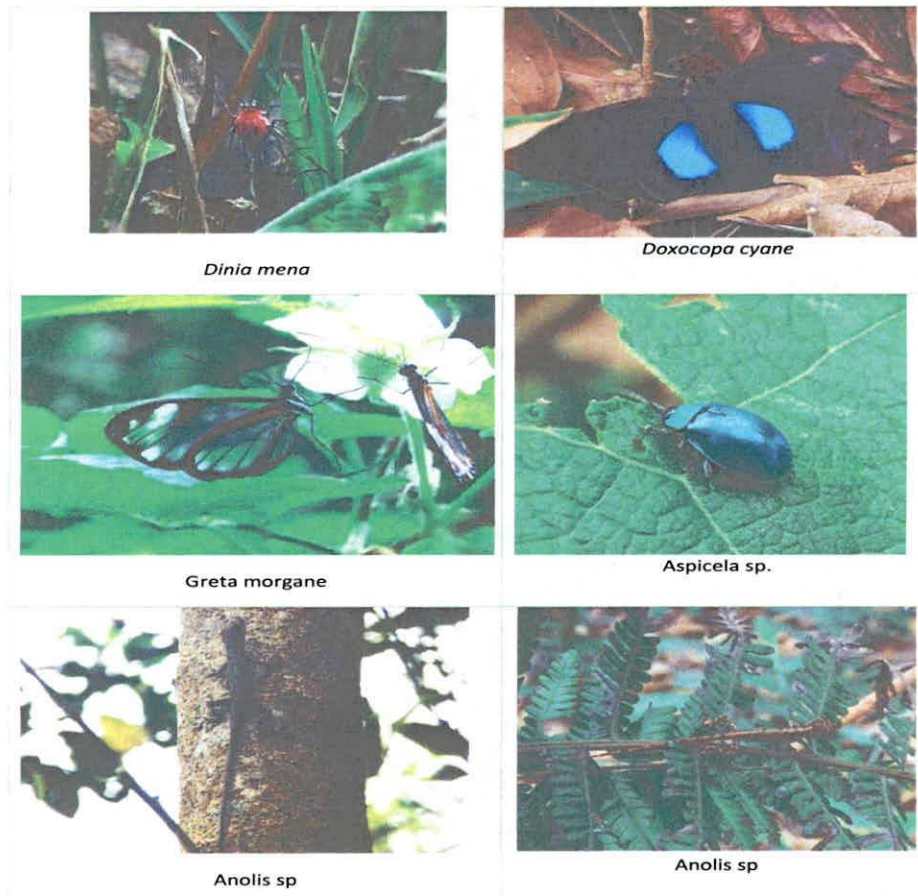 Dinia mena
Doxocopa cyane
Greta morgane
Aspicela sp.
Anolis sp
Anolis sp